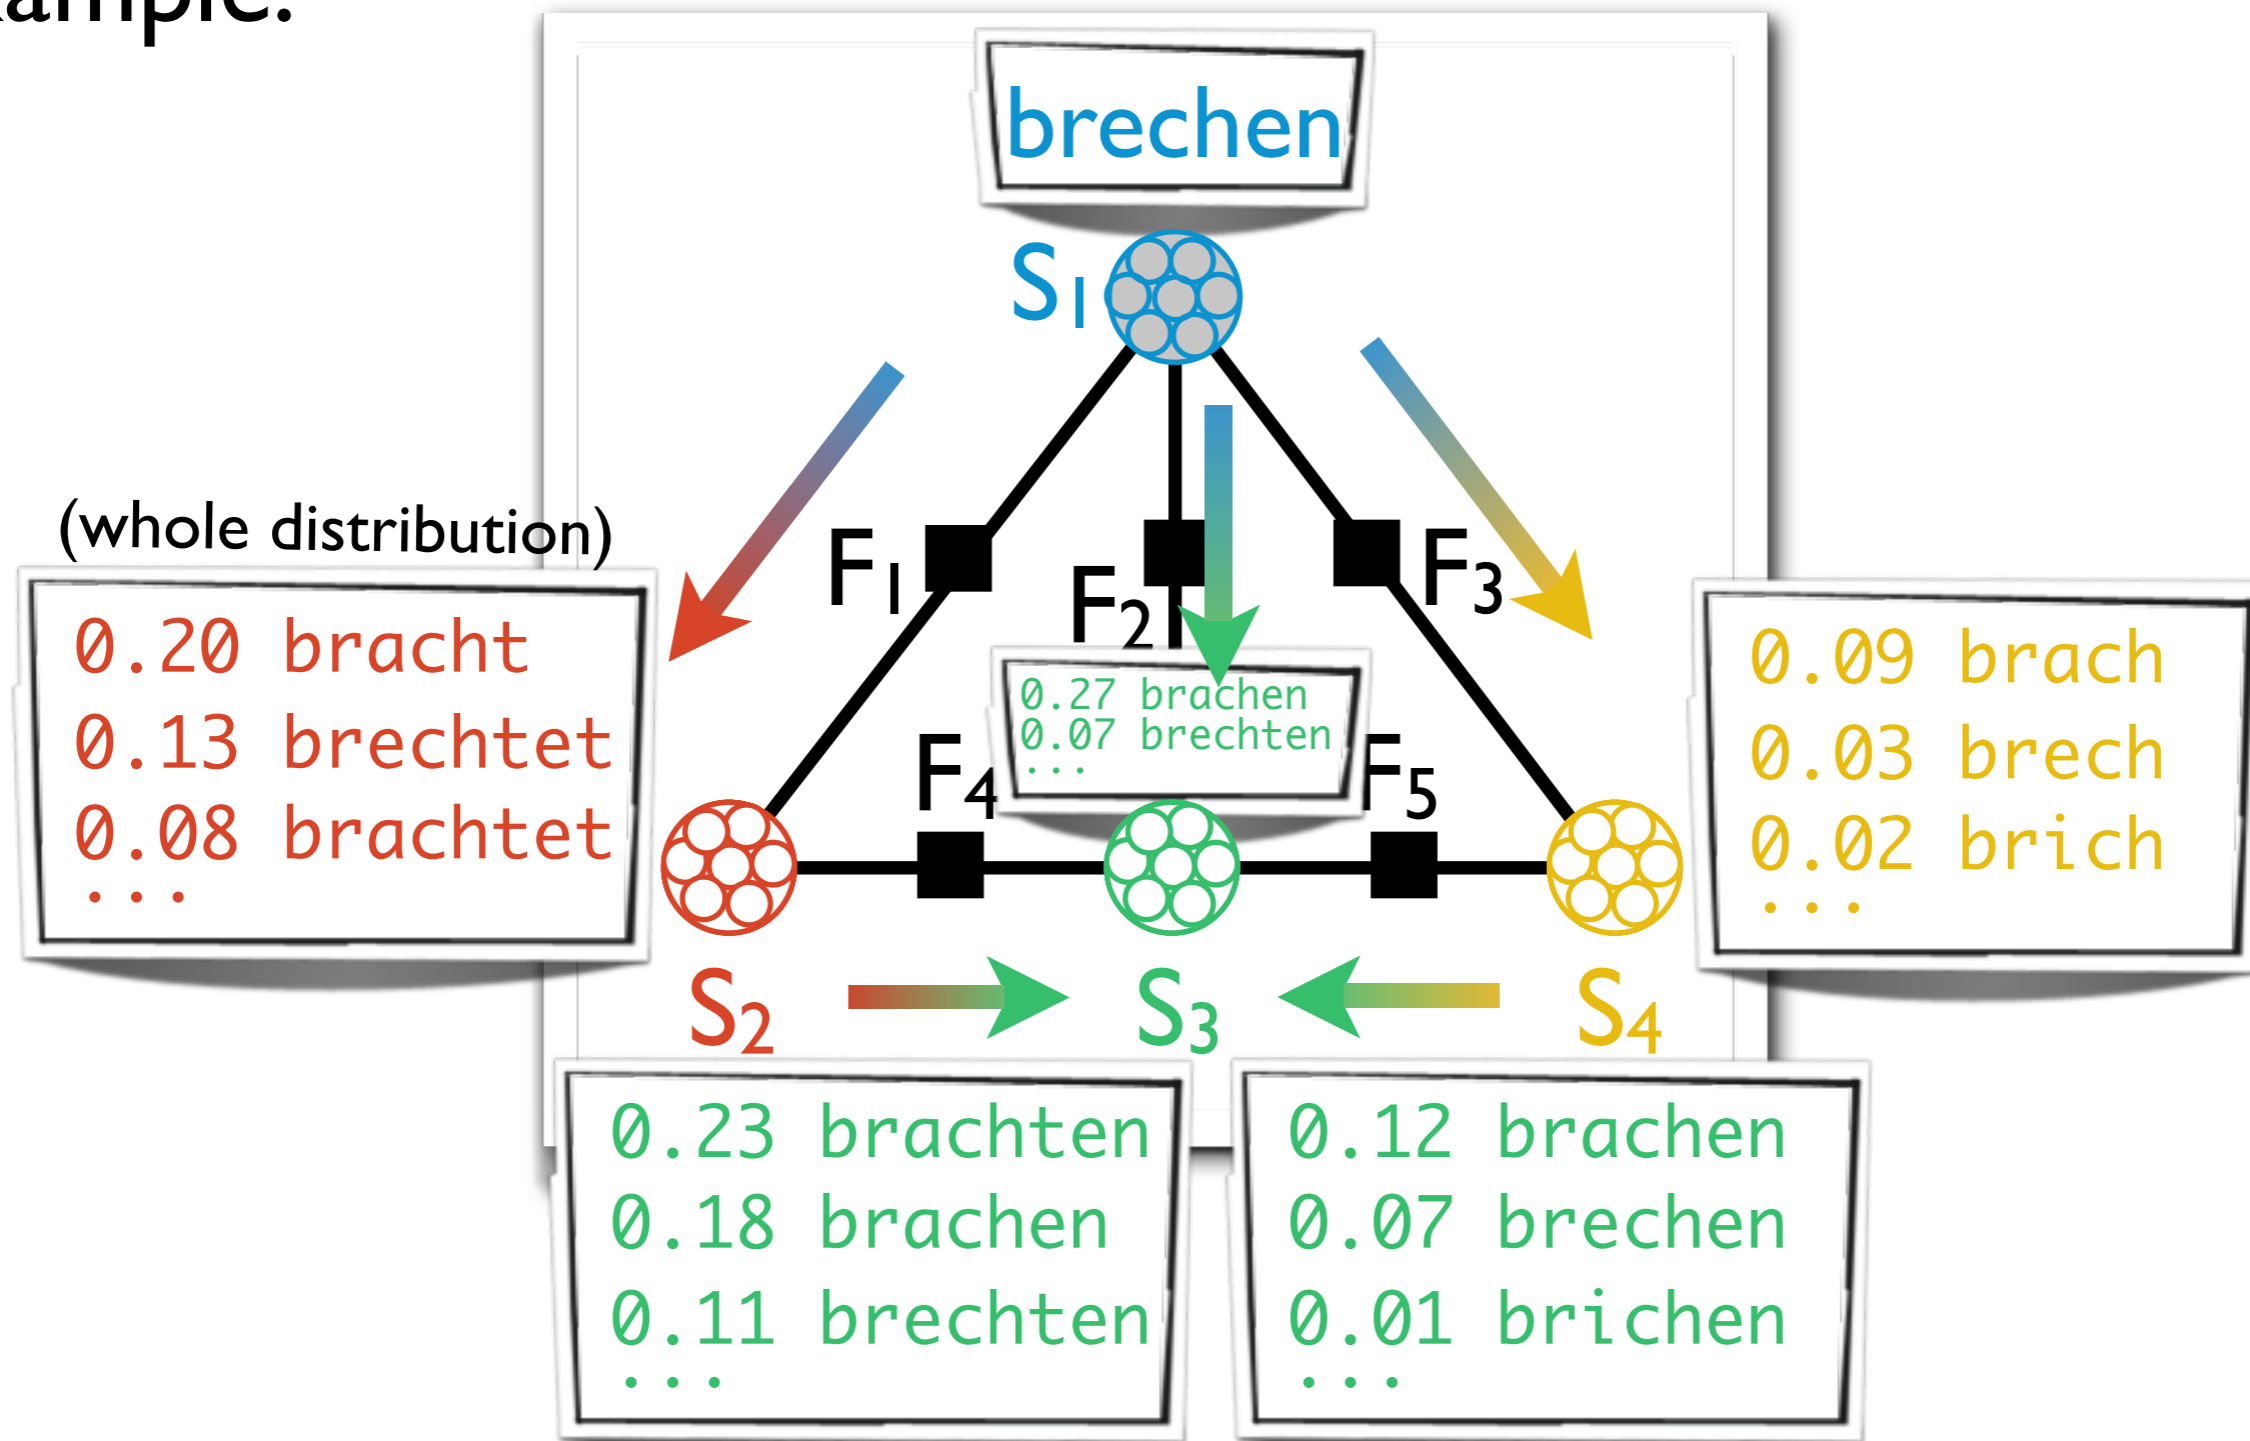 brechen
S1
(whole distribution)
F1
F2
F3
0.20 bracht
0.13 brechtet
0.08 brachtet
...
0.27 brachen
0.07 brechten
...
0.09 brach
0.03 brech
0.02 brich
...
F4
F5
S2
S3
S4
0.23 brachten
0.18 brachen
0.11 brechten
...
0.12 brachen
0.07 brechen
0.01 brichen
...